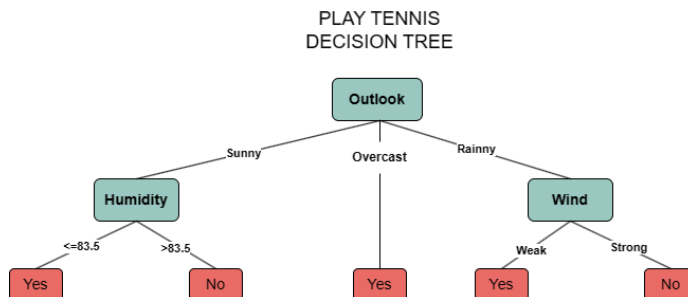 PLAY TENNIS
DECISION TREE
Outlook
Sunny
Overcast
Rainny
Humidity
Wind
<=83.5
>83.5
Weak
Strong
Yes
No
Yes
Yes
No